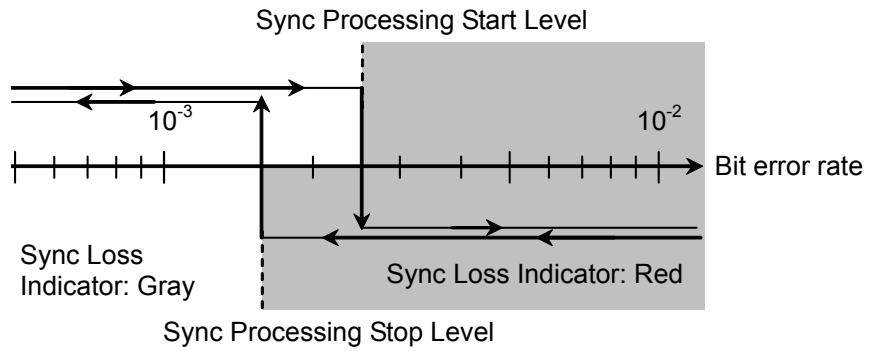 Sync Processing Start Level
10-3
10-2
Bit error rate
Sync Loss
Indicator: Gray
Sync Loss Indicator: Red
Sync Processing Stop Level